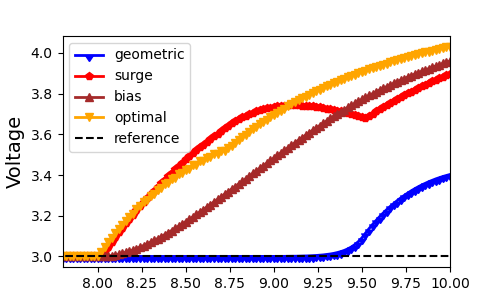 geometric
surge
bias
optimal
reference
Voltage
4.0
3.8
3.6
3.4
3.2
3.0
8.00 8.25 8.50 8.75 9.00 9.25 9.50 9.75 10.00